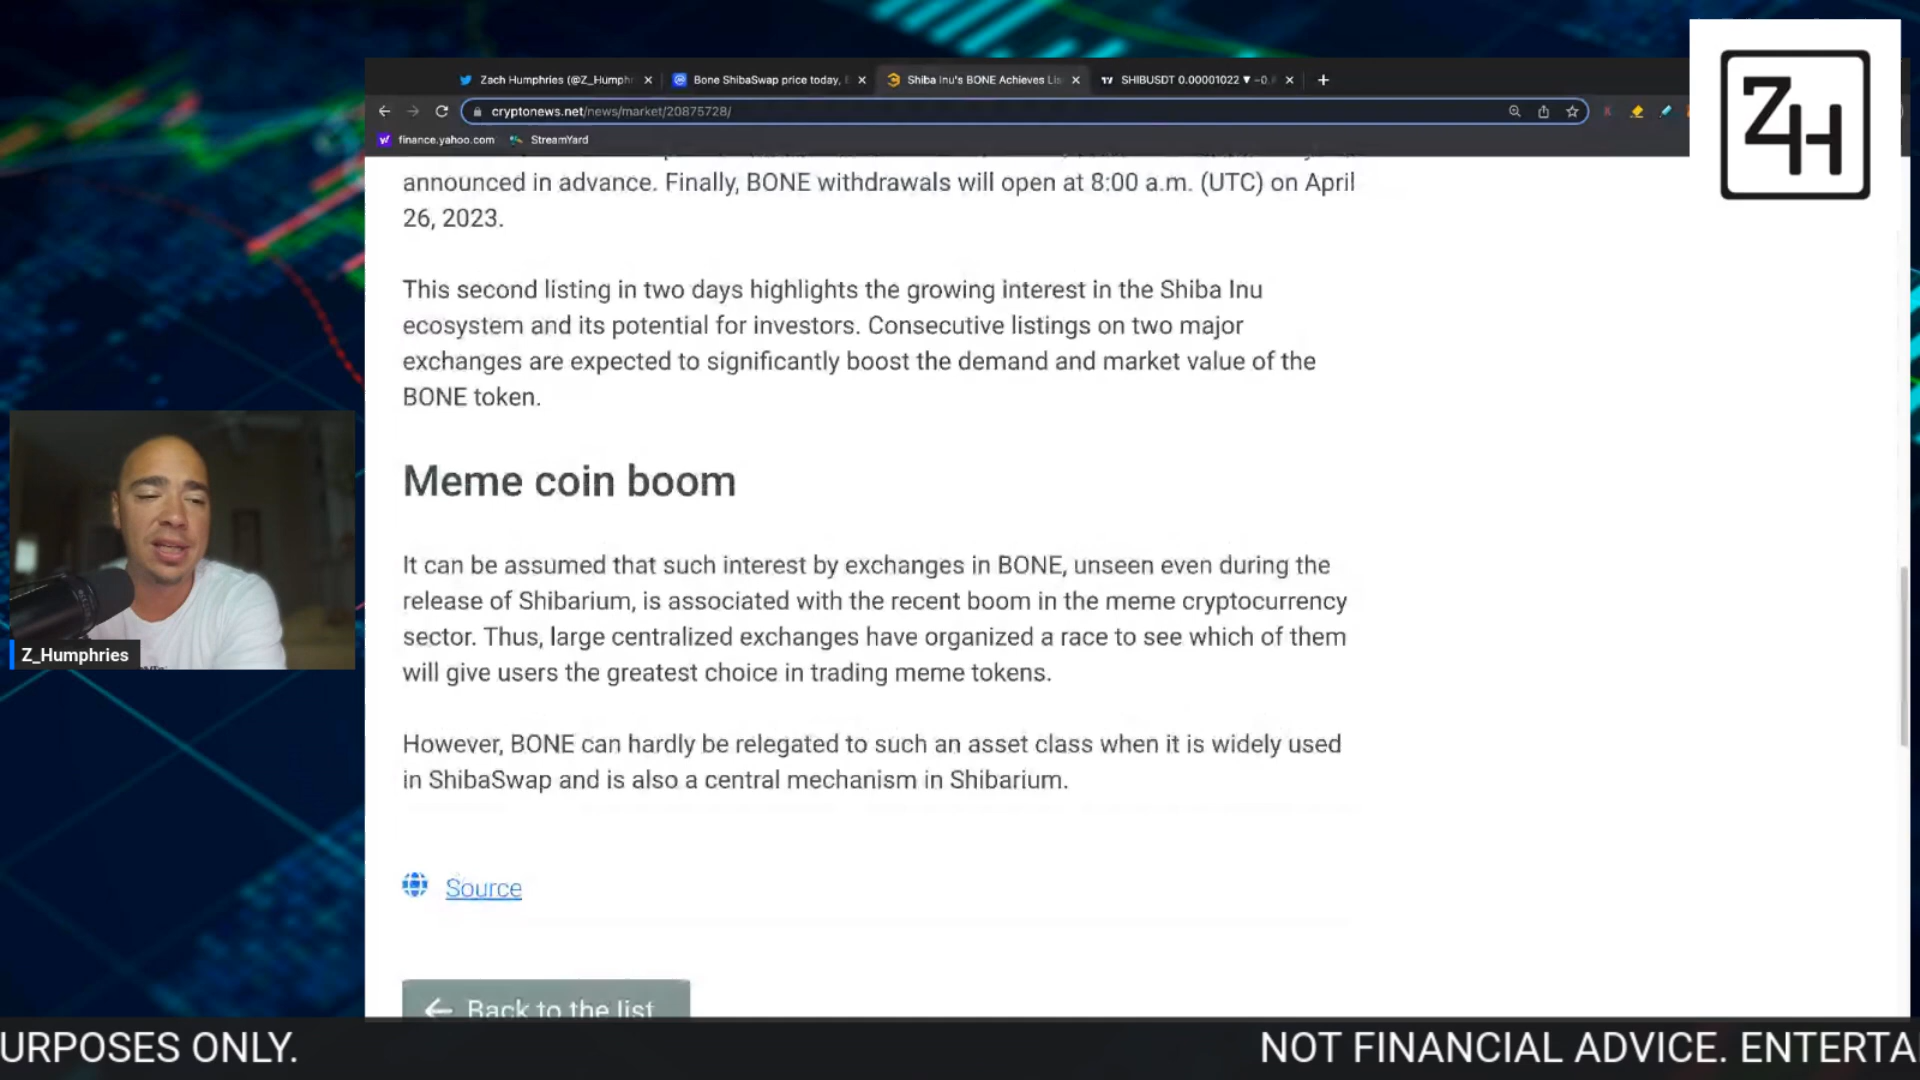 Zach Humphries (@Z_Humphr
Bone ShibaSwap price today,
Shiba Inu's BONE Achieves Lis
SHIBUSDT 0.00001022 ▼ −0.
cryptonews.net/news/market/20875728/
finance.yahoo.com
StreamYard
ZH
announced in advance. Finally, BONE withdrawals will open at 8:00 a.m. (UTC) on April
26, 2023.
This second listing in two days highlights the growing interest in the Shiba Inu
ecosystem and its potential for investors. Consecutive listings on two major
exchanges are expected to significantly boost the demand and market value of the
BONE token.
Meme coin boom
It can be assumed that such interest by exchanges in BONE, unseen even during the
release of Shibarium, is associated with the recent boom in the meme cryptocurrency
sector. Thus, large centralized exchanges have organized a race to see which of them
will give users the greatest choice in trading meme tokens.
However, BONE can hardly be relegated to such an asset class when it is widely used
in ShibaSwap and is also a central mechanism in Shibarium.
Source
Back to the list
Z_Humphries
URPOSES ONLY.
NOT FINANCIAL ADVICE. ENTERTA